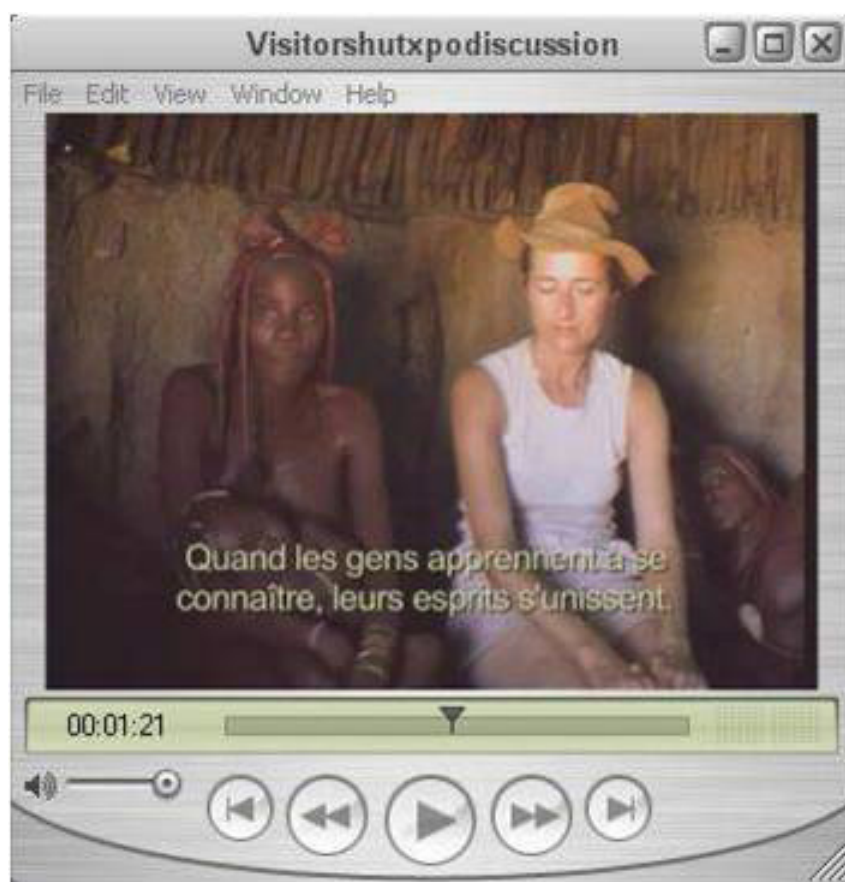 Visitorshutxpodiscussion
File Edit View Window Help
Quand les gens apprennent à se
connaître, leurs esprits s'unissent.
00:01:21